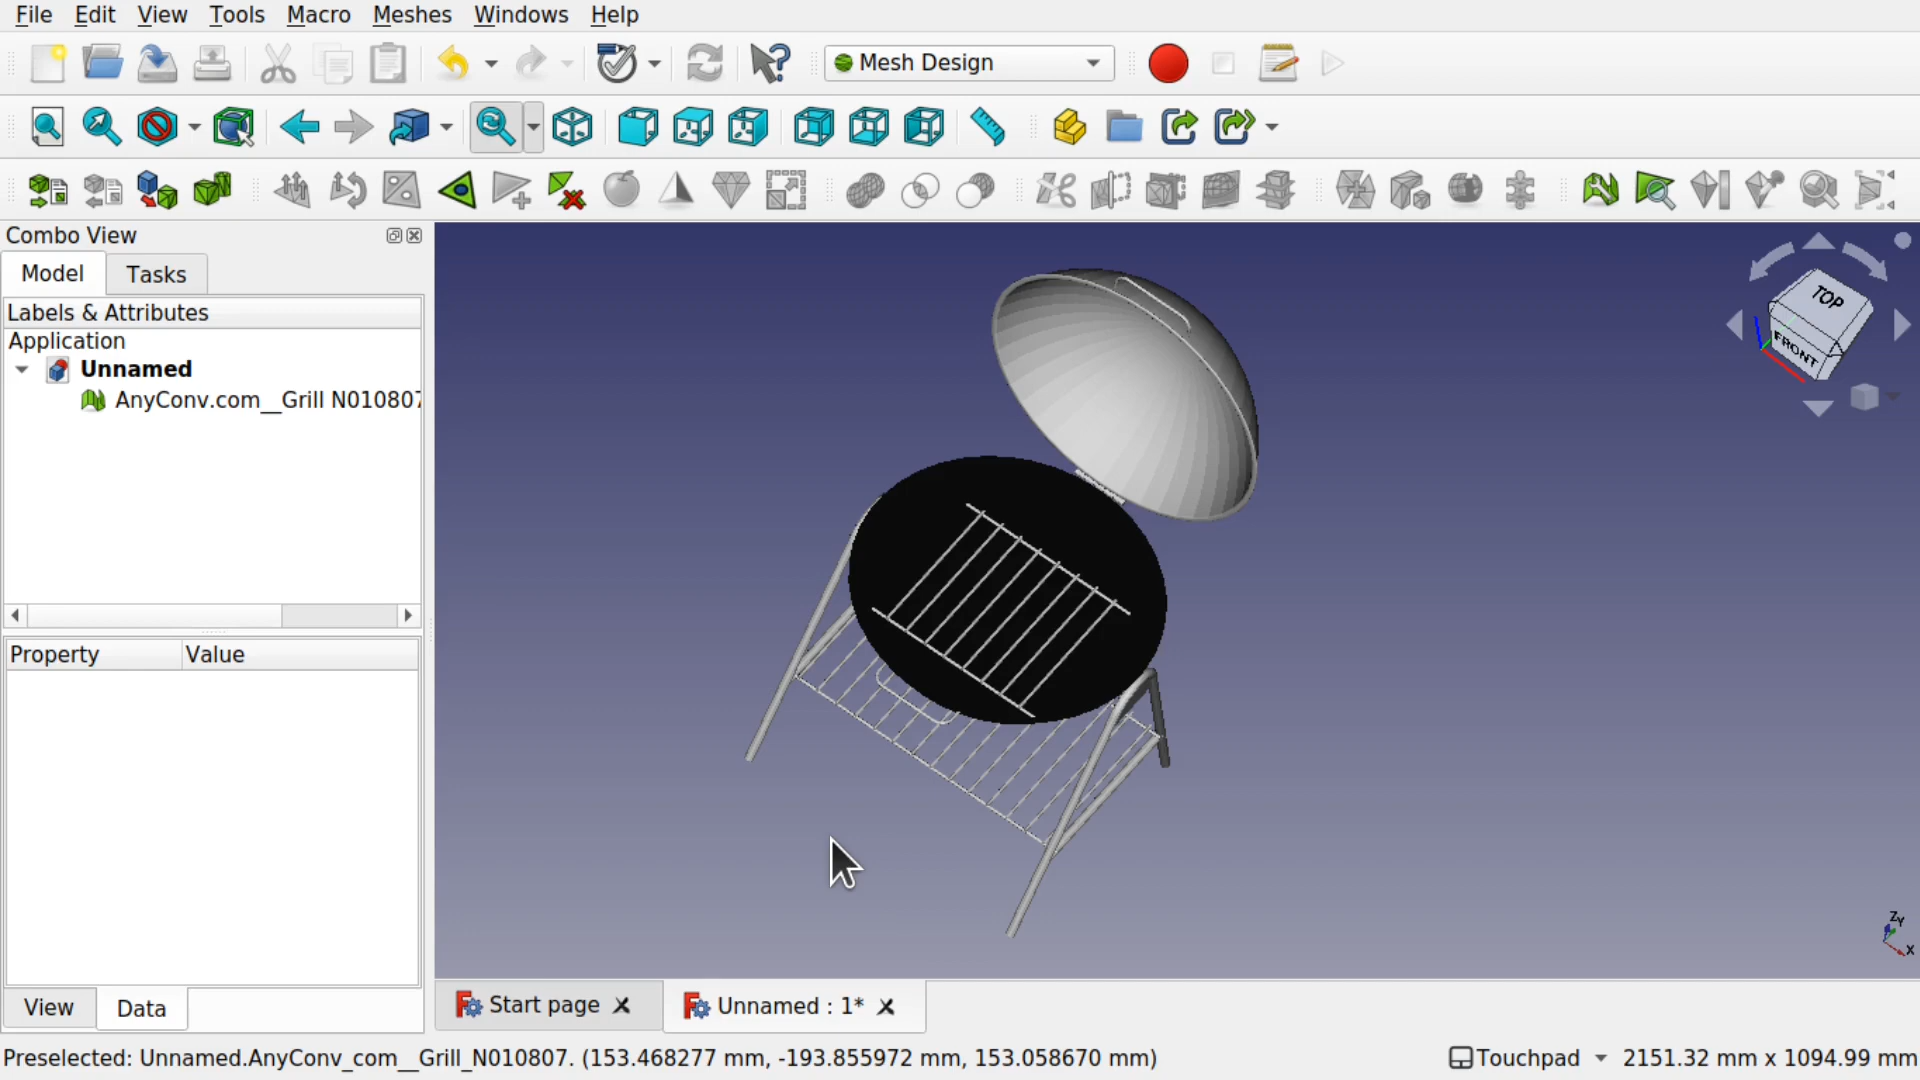 File Edit View Tools Macro Meshes Windows Help
Mesh Design
Combo View
Model Tasks
Labels & Attributes
Application
Unnamed
AnyConv.com__Grill N010807
Property Value
View Data
TOP
FRONT
Z Y
X
Start page Unnamed : 1*
Preselected: Unnamed.AnyConv_com__Grill_N010807. (153.468277 mm, -193.855972 mm, 153.058670 mm) Touchpad 2151.32 mm x 1094.99 mm